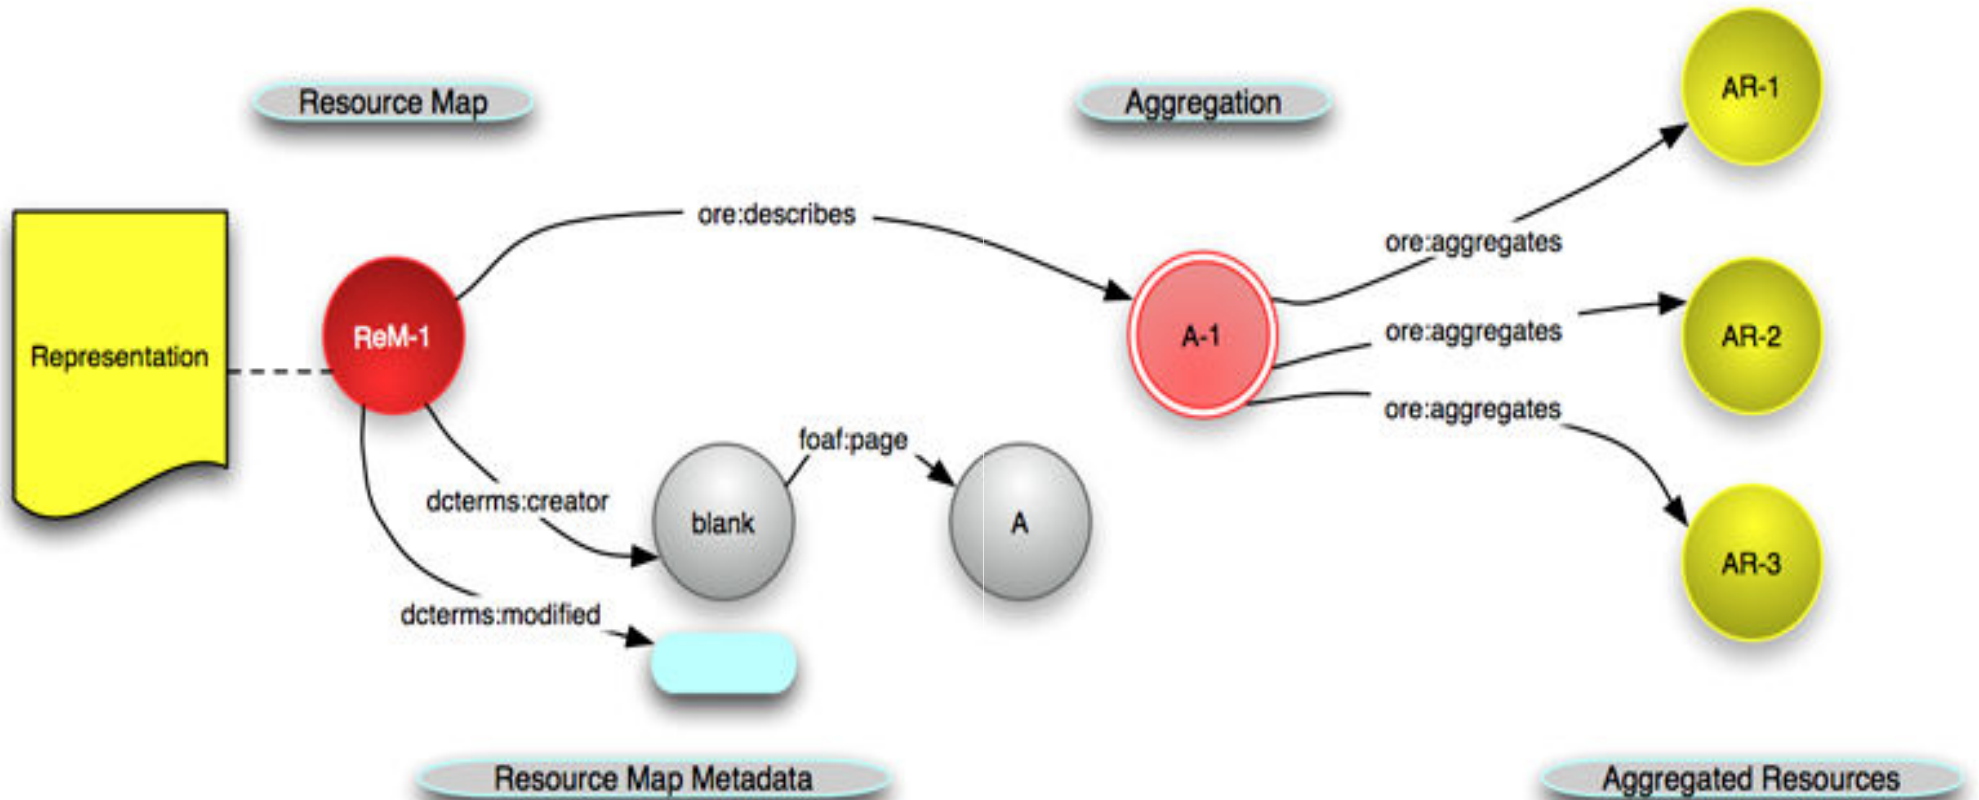 Resource Map
Aggregation
AR-1
ore:describes
ore:aggregates
Representation
ReM-1
A-1
ore:aggregates
AR-2
ore:aggregates
foaf:page
dcterms:creator
blank
A
AR-3
dcterms:modified
Resource Map Metadata
Aggregated Resources